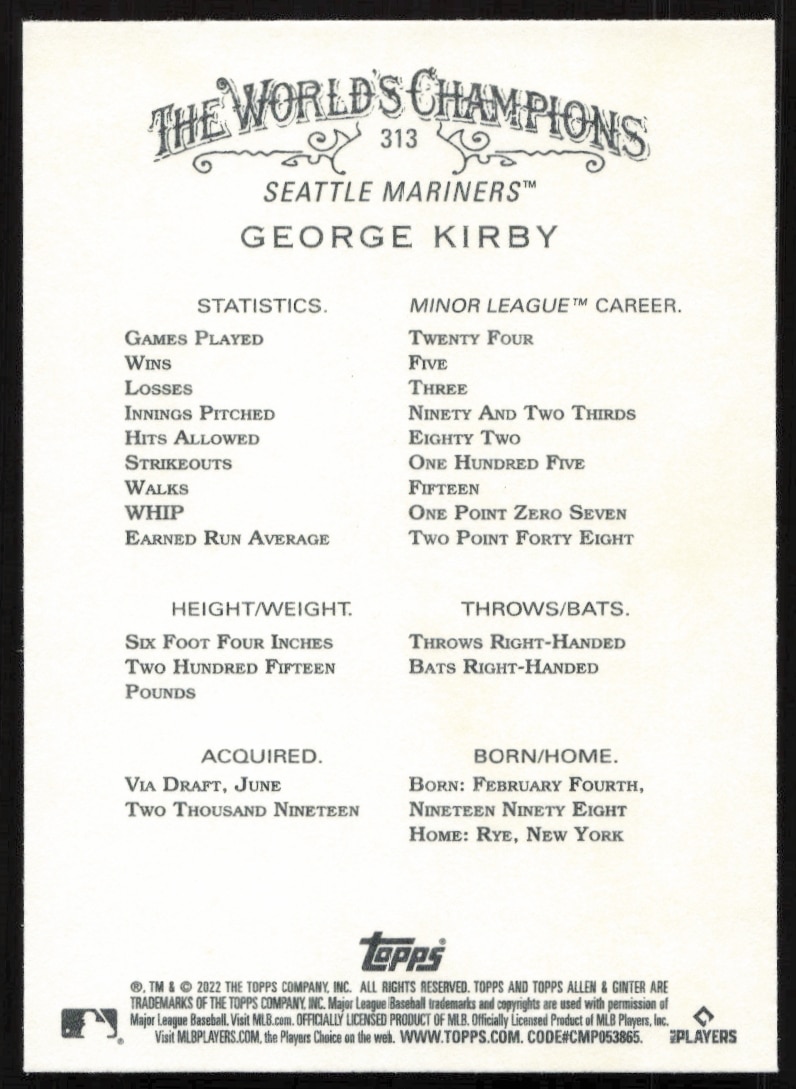 THE WORLD'S CHAMPIONS
313
SEATTLE MARINERS™
GEORGE KIRBY
STATISTICS. MINOR LEAGUE™ CAREER.
GAMES PLAYED TWENTY FOUR
WINS FIVE
LOSSES THREE
INNINGS PITCHED NINETY AND TWO THIRDS
HITS ALLOWED EIGHTY TWO
STRIKEOUTS ONE HUNDRED FIVE
WALKS FIFTEEN
WHIP ONE POINT ZERO SEVEN
EARNED RUN AVERAGE TWO POINT FORTY EIGHT
HEIGHT/WEIGHT.
SIX FOOT FOUR INCHES
TWO HUNDRED FIFTEEN
POUNDS
THROWS/BATS.
THROWS RIGHT-HANDED
BATS RIGHT-HANDED
ACQUIRED.
VIA DRAFT, JUNE
TWO THOUSAND NINETEEN
BORN/HOME.
BORN: FEBRUARY FOURTH,
NINETEEN NINETY EIGHT
HOME: RYE, NEW YORK
topps®
®, TM & © 2022 THE TOPPS COMPANY, INC. ALL RIGHTS RESERVED. TOPPS AND TOPPS ALLEN & GINTER ARE
TRADEMARKS OF THE TOPPS COMPANY, INC. Major League Baseball trademarks and copyrights are used with permission of
Major League Baseball. Visit MLB.com. OFFICIALLY LICENSED PRODUCT OF MLB. Officially Licensed Product of MLB Players, Inc.
Visit MLBPLAYERS.COM, the Players Choice on the web. WWW.TOPPS.COM. CODE#CMP053865.
MLB PLAYERS